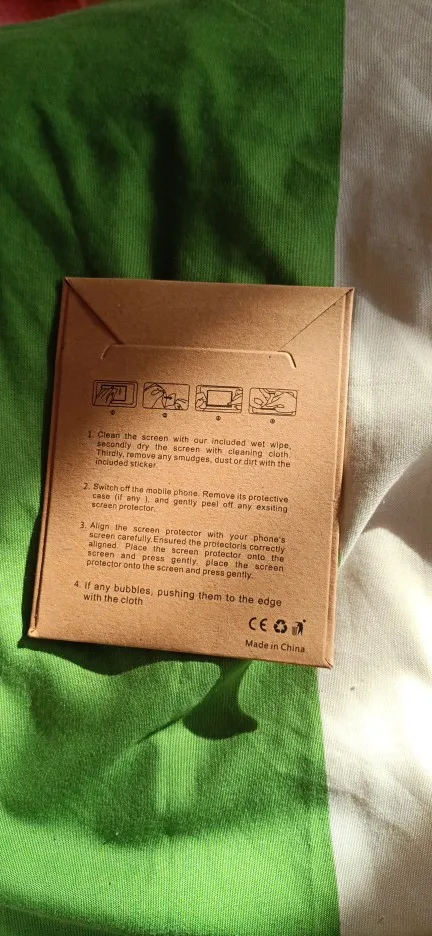 1. Clean the screen with our included wet wipe,
secondly dry the screen with cleaning cloth.
Thirdly, remove any smudges, dust or dirt with the
included sticker.
2. Switch off the mobile phone. Remove its protective
case (if any ), and gently peel off any exsiting
screen protector.
3. Align the screen protector with your phone's
screen carefully. Ensured the protector is correctly
aligned. Place the screen protector onto the
screen and press gently, place the screen
protector onto the screen and press gently.
4. If any bubbles, pushing them to the edge
with the cloth
CE
Made in China